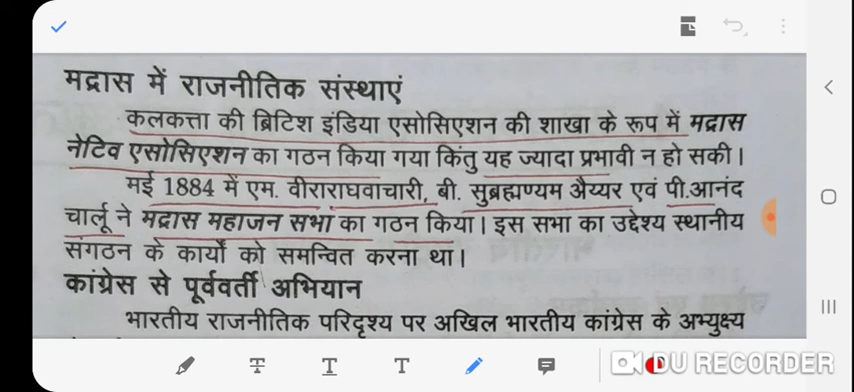 मद्रास में राजनीतिक संस्थाएं
कलकत्ता की ब्रिटिश इंडिया एसोसिएशन की शाखा के रूप में मद्रास
नेटिव एसोसिएशन का गठन किया गया किंतु यह ज्यादा प्रभावी न हो सकी।
मई 1884 में एम. वीराराघवाचारी, बी. सुब्रह्मण्यम अैय्यर एवं पी.आनंद
चार्लू ने मद्रास महाजन सभा का गठन किया। इस सभा का उद्देश्य स्थानीय
संगठन के कार्यों को समन्वित करना था।
कांग्रेस से पूर्ववर्ती अभियान
भारतीय राजनीतिक परिदृश्य पर अखिल भारतीय कांग्रेस के अभ्युक्ष्य
T T T
DU RECORDER